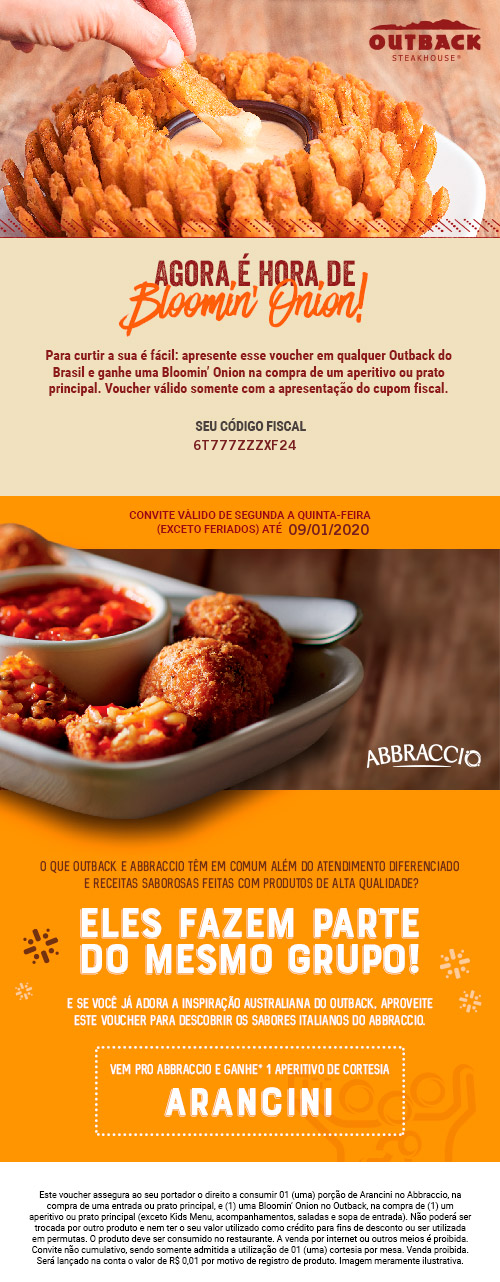 OUTBACK
STEAKHOUSE®
AGORA É HORA DE
Bloomin' Onion!
Para curtir a sua é fácil: apresente esse voucher em qualquer Outback do
Brasil e ganhe uma Bloomin' Onion na compra de um aperitivo ou prato
principal. Voucher válido somente com a apresentação do cupom fiscal.
SEU CÓDIGO FISCAL
6T777ZZZXF24
CONVITE VÁLIDO DE SEGUNDA A QUINTA-FEIRA
(EXCETO FERIADOS) ATÉ 09/01/2020
ABBRACCIO
O QUE OUTBACK E ABBRACCIO TÊM EM COMUM ALÉM DO ATENDIMENTO DIFERENCIADO
E RECEITAS SABOROSAS FEITAS COM PRODUTOS DE ALTA QUALIDADE?
ELES FAZEM PARTE
DO MESMO GRUPO!
E SE VOCÊ JÁ ADORA A INSPIRAÇÃO AUSTRALIANA DO OUTBACK, APROVEITE
ESTE VOUCHER PARA DESCOBRIR OS SABORES ITALIANOS DO ABBRACCIO.
VEM PRO ABBRACCIO E GANHE* 1 APERITIVO DE CORTESIA
ARANCINI
Este voucher assegura ao seu portador o direito a consumir 01 (uma) porção de Arancini no Abbraccio, na
compra de uma entrada ou prato principal, e (1) uma Bloomin' Onion no Outback, na compra de (1) um
aperitivo ou prato principal (exceto Kids Menu, acompanhamentos, saladas e sopa de entrada). Não poderá ser
trocada por outro produto e nem ter o seu valor utilizado como crédito para fins de desconto ou ser utilizada
em permutas. O produto deve ser consumido no restaurante. A venda por internet ou outros meios é proibida.
Convite não cumulativo, sendo somente admitida a utilização de 01 (uma) cortesia por mesa. Venda proibida.
Será lançado na conta o valor de R$ 0,01 por motivo de registro de produto. Imagem meramente ilustrativa.